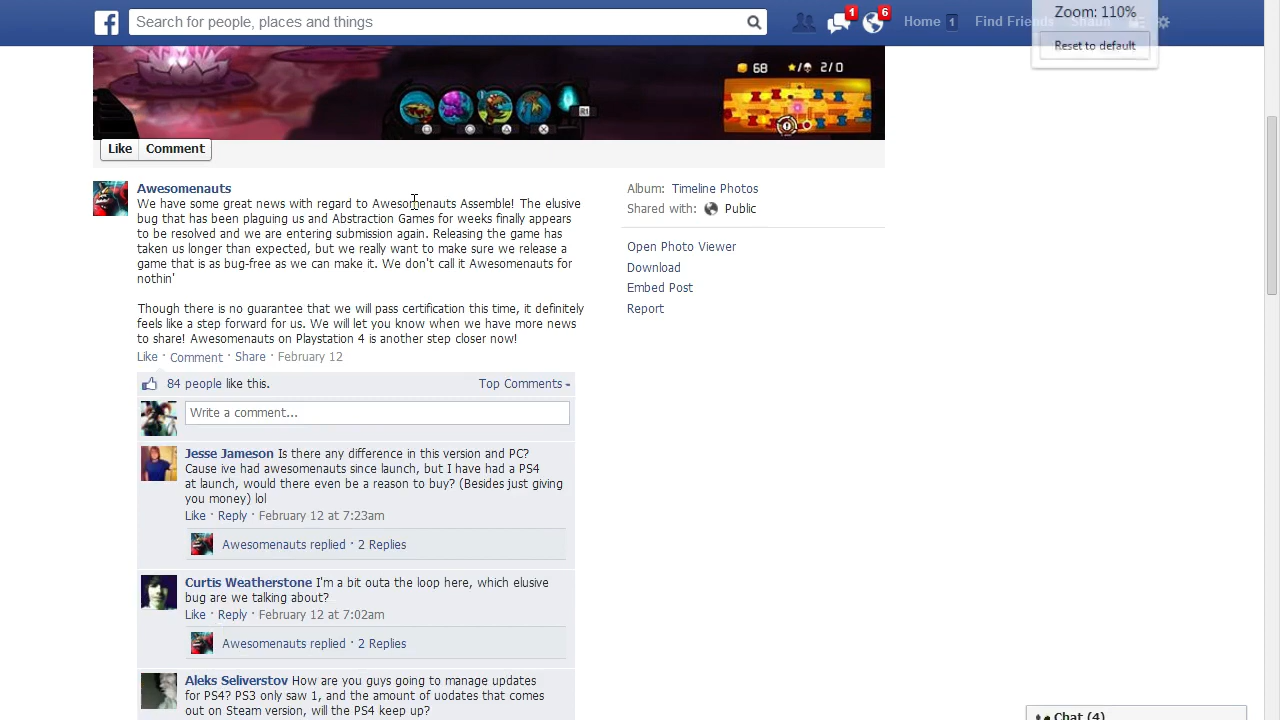 Search for people, places and things
1
6
Home 1
Find Friends
Zoom: 110%
Reset to default
68
2/0
R1
Like
Comment
Awesomenauts
We have some great news with regard to Awesomenauts Assemble! The elusive
bug that has been plaguing us and Abstraction Games for weeks finally appears
to be resolved and we are entering submission again. Releasing the game has
taken us longer than expected, but we really want to make sure we release a
game that is as bug-free as we can make it. We don't call it Awesomenauts for
nothin'
Though there is no guarantee that we will pass certification this time, it definitely
feels like a step forward for us. We will let you know when we have more news
to share! Awesomenauts on Playstation 4 is another step closer now!
Like · Comment · Share · February 12
84 people like this.
Top Comments
Write a comment...
Jesse Jameson Is there any difference in this version and PC?
Cause ive had awesomenauts since launch, but I have had a PS4
at launch, would there even be a reason to buy? (Besides just giving
you money) lol
Like · Reply · February 12 at 7:23am
Awesomenauts replied · 2 Replies
Curtis Weatherstone I'm a bit outa the loop here, which elusive
bug are we talking about?
Like · Reply · February 12 at 7:02am
Awesomenauts replied · 2 Replies
Aleks Seliverstov How are you guys going to manage updates
for PS4? PS3 only saw 1, and the amount of uodates that comes
out on Steam version, will the PS4 keep up?
Album: Timeline Photos
Shared with: Public
Open Photo Viewer
Download
Embed Post
Report
Chat (4)